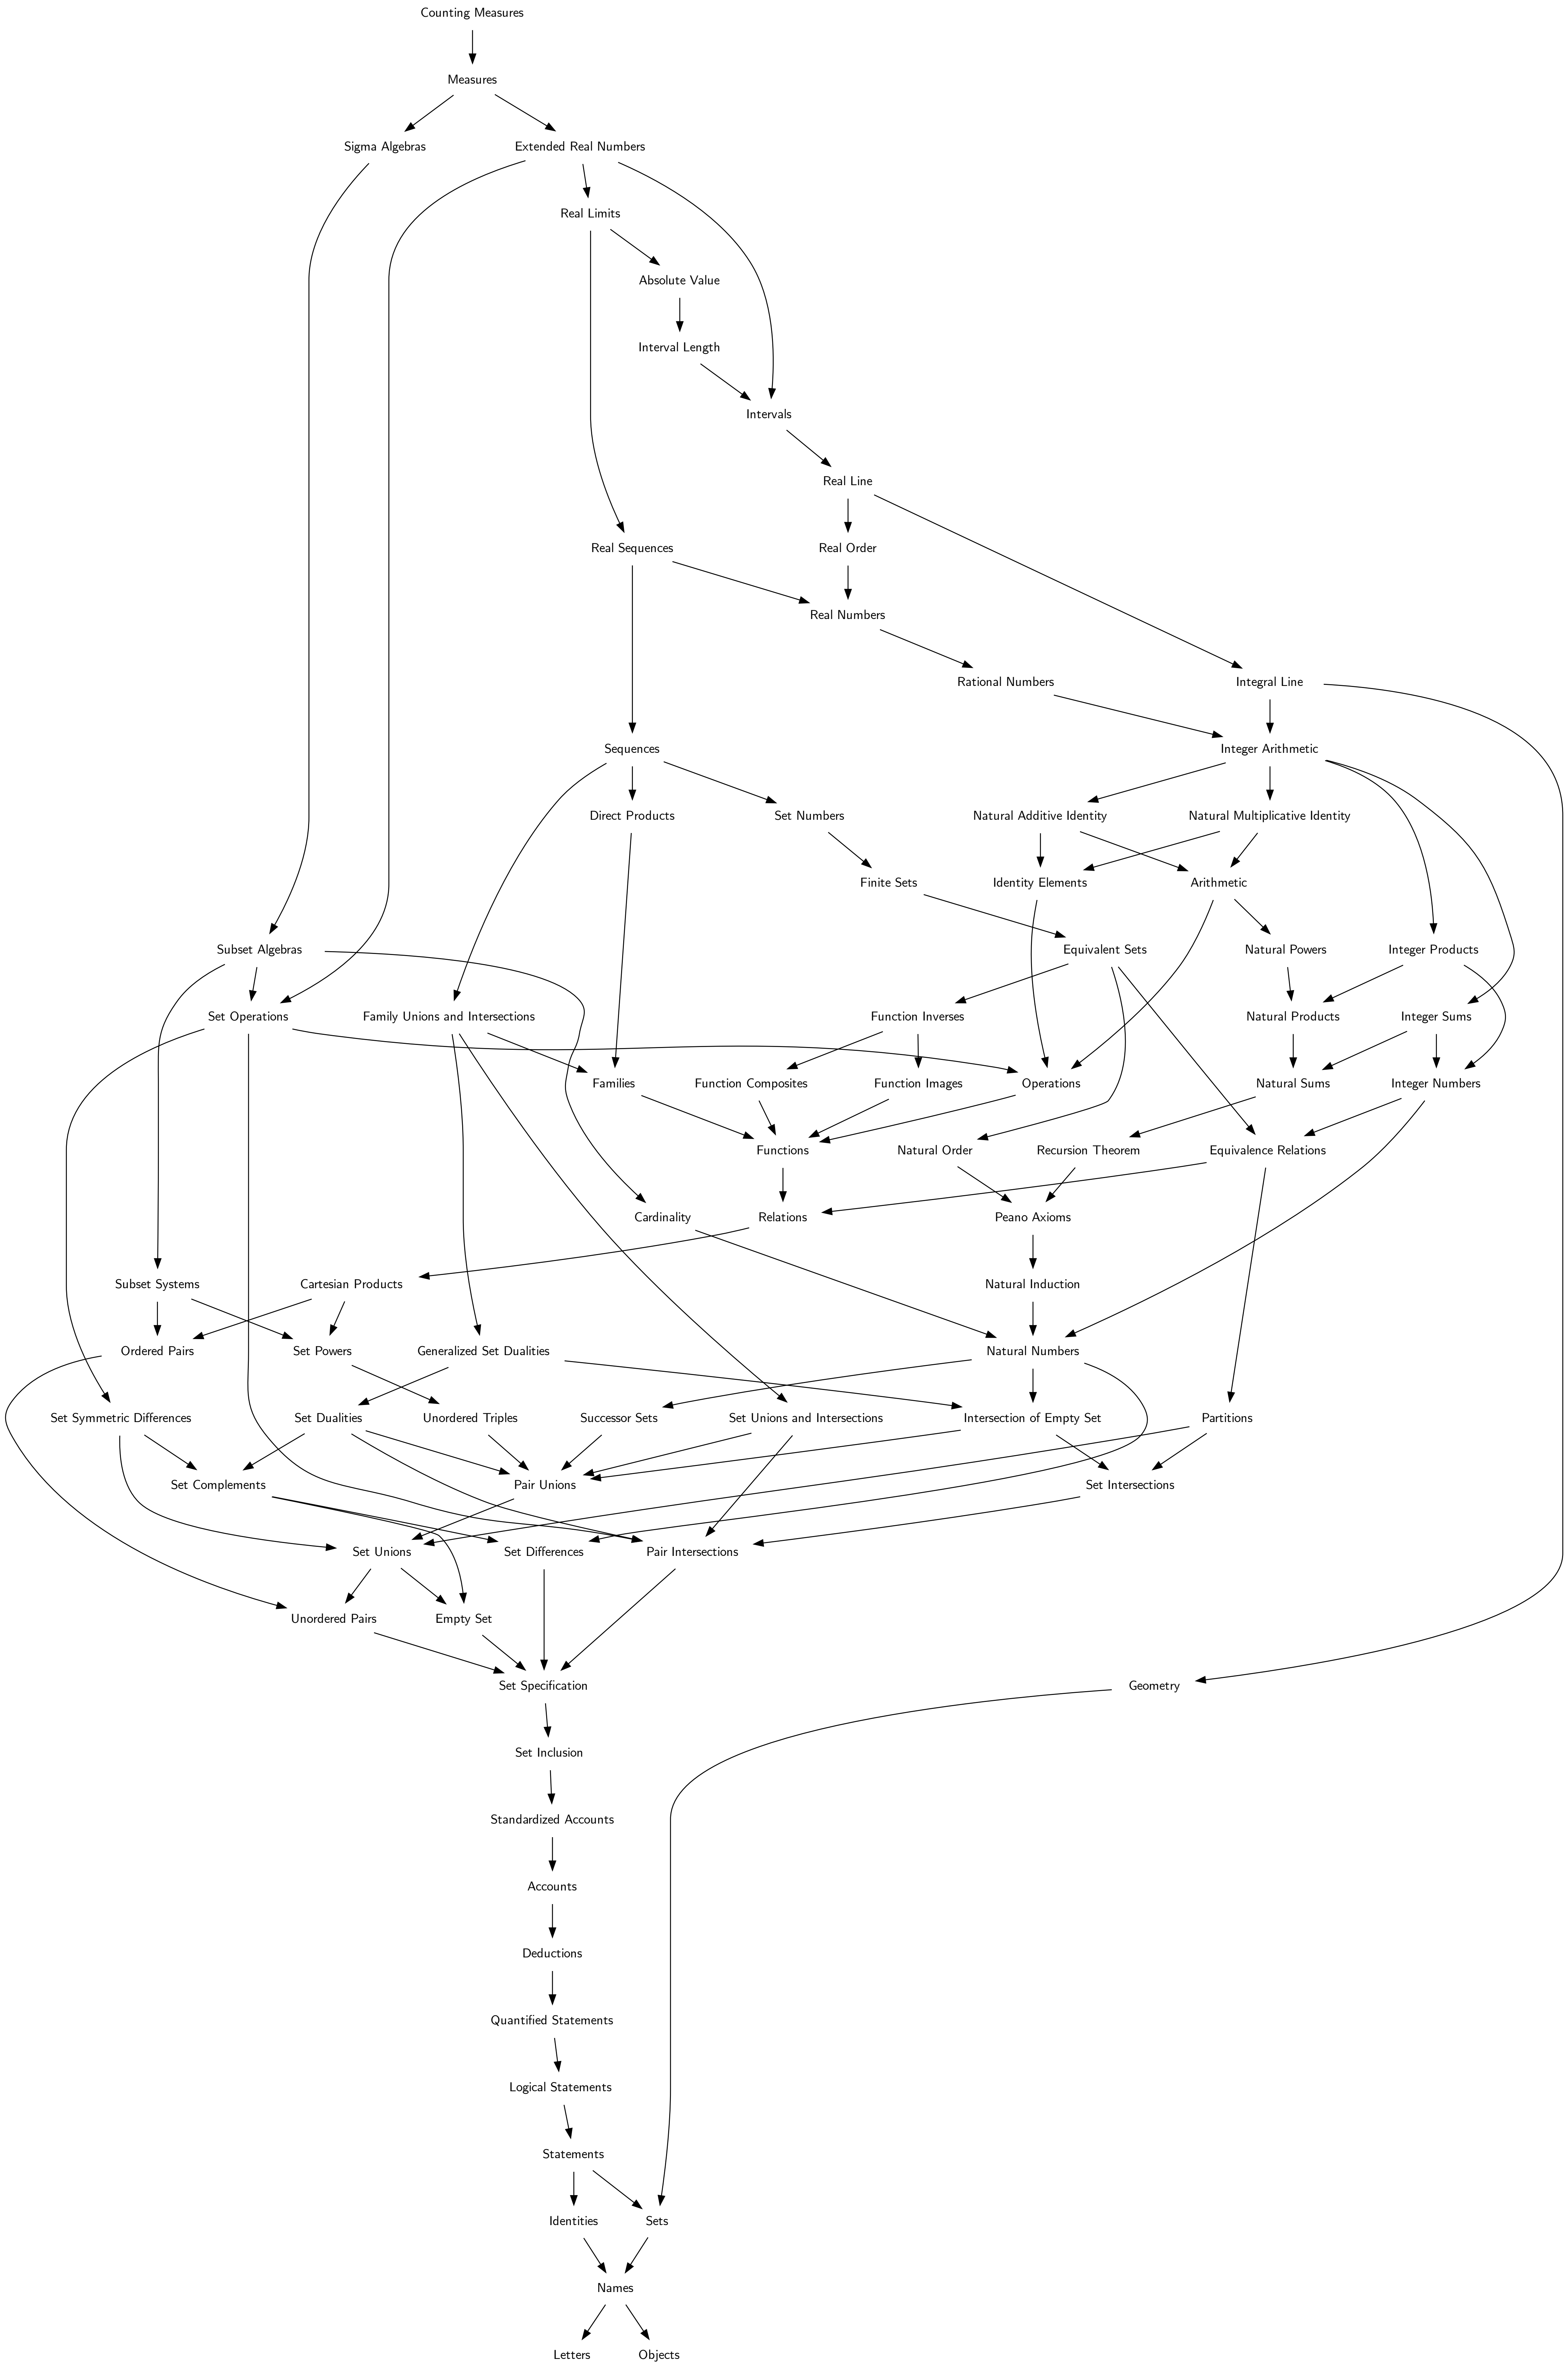 Counting Measures
Measures
Sigma Algebras
Extended Real Numbers
Real Limits
Absolute Value
Interval Length
Intervals
Real Line
Real Sequences
Real Order
Real Numbers
Rational Numbers
Integral Line
Sequences
Integer Arithmetic
Direct Products
Set Numbers
Natural Additive Identity
Natural Multiplicative Identity
Finite Sets
Identity Elements
Arithmetic
Subset Algebras
Equivalent Sets
Natural Powers
Integer Products
Set Operations
Family Unions and Intersections
Function Inverses
Natural Products
Integer Sums
Families
Function Composites
Function Images
Operations
Natural Sums
Integer Numbers
Functions
Natural Order
Recursion Theorem
Equivalence Relations
Cardinality
Relations
Peano Axioms
Subset Systems
Cartesian Products
Natural Induction
Ordered Pairs
Set Powers
Generalized Set Dualities
Natural Numbers
Set Symmetric Differences
Set Dualities
Unordered Triples
Successor Sets
Set Unions and Intersections
Intersection of Empty Set
Partitions
Set Complements
Pair Unions
Set Intersections
Set Unions
Set Differences
Pair Intersections
Unordered Pairs
Empty Set
Set Specification
Geometry
Set Inclusion
Standardized Accounts
Accounts
Deductions
Quantified Statements
Logical Statements
Statements
Identities
Sets
Names
Letters
Objects